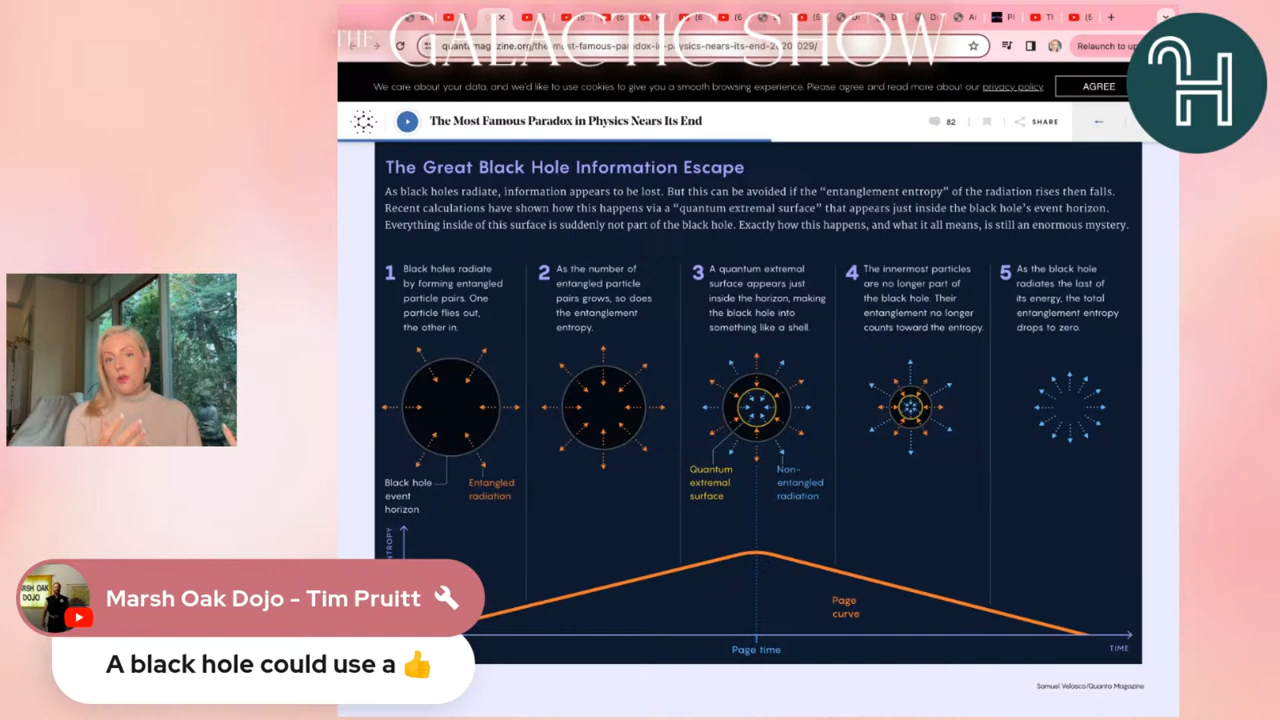 THE GALACTIC SHOW
quantamagazine.org/the-most-famous-paradox-in-physics-nears-its-end-20201029/
Relaunch to up
We care about your data, and we'd like to use cookies to give you a smooth browsing experience. Please agree and read more about our privacy policy.
AGREE
The Most Famous Paradox in Physics Nears Its End
82
SHARE
H
The Great Black Hole Information Escape
As black holes radiate, information appears to be lost. But this can be avoided if the “entanglement entropy” of the radiation rises then falls.
Recent calculations have shown how this happens via a “quantum extremal surface” that appears just inside the black hole’s event horizon.
Everything inside of this surface is suddenly not part of the black hole. Exactly how this happens, and what it all means, is still an enormous mystery.
1 Black holes radiate
by forming entangled
particle pairs. One
particle flies out,
the other in.
2 As the number of
entangled particle
pairs grows, so does
the entanglement
entropy.
3 A quantum extremal
surface appears just
inside the horizon, making
the black hole into
something like a shell.
4 The innermost particles
are no longer part of
the black hole. Their
entanglement no longer
counts toward the entropy.
5 As the black hole
radiates the last of
its energy, the total
entanglement entropy
drops to zero.
Black hole
event
horizon
Entangled
radiation
Quantum
extremal
surface
Non-
entangled
radiation
Page
curve
Page time
TIME
Samuel Velasco/Quanta Magazine
MARSH OAK
DOJO
Marsh Oak Dojo - Tim Pruitt
A black hole could use a 👍